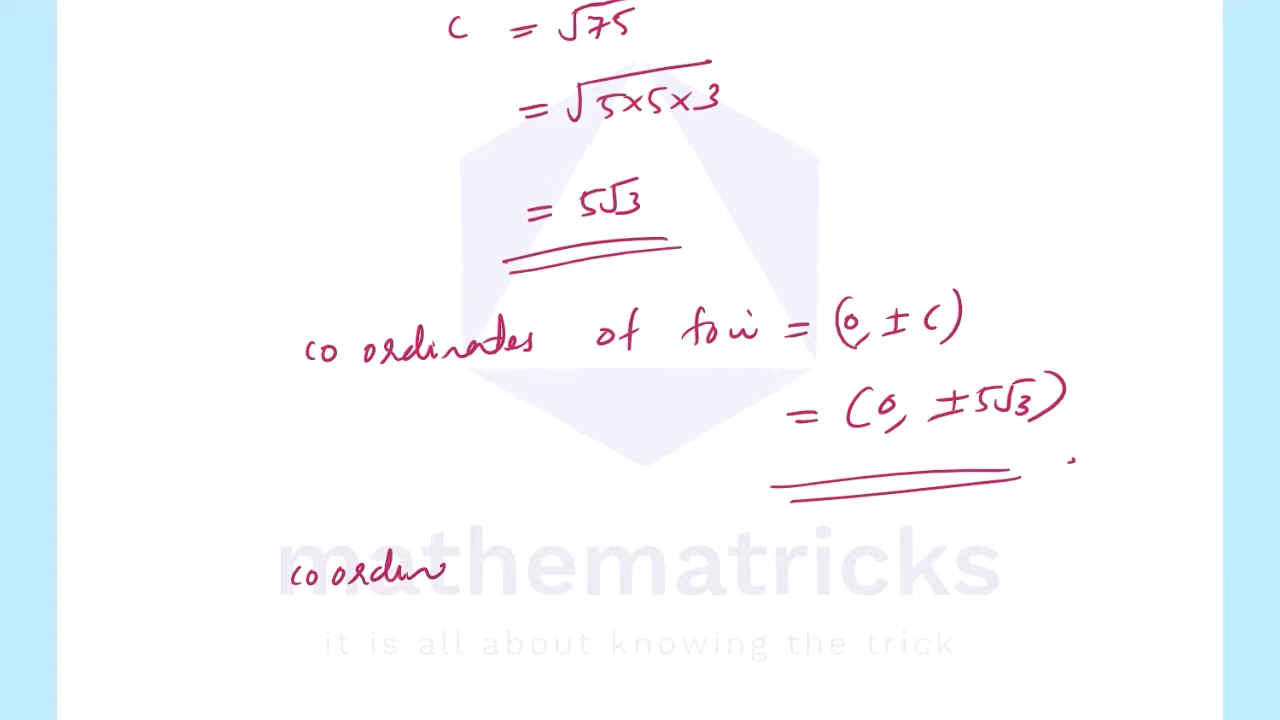 c = √75
= √5×5×3
= 5√3
coordinates of foci = (0, ±c)
= (0, ±5√3)
coordin
mathematricks
it is all about knowing the trick